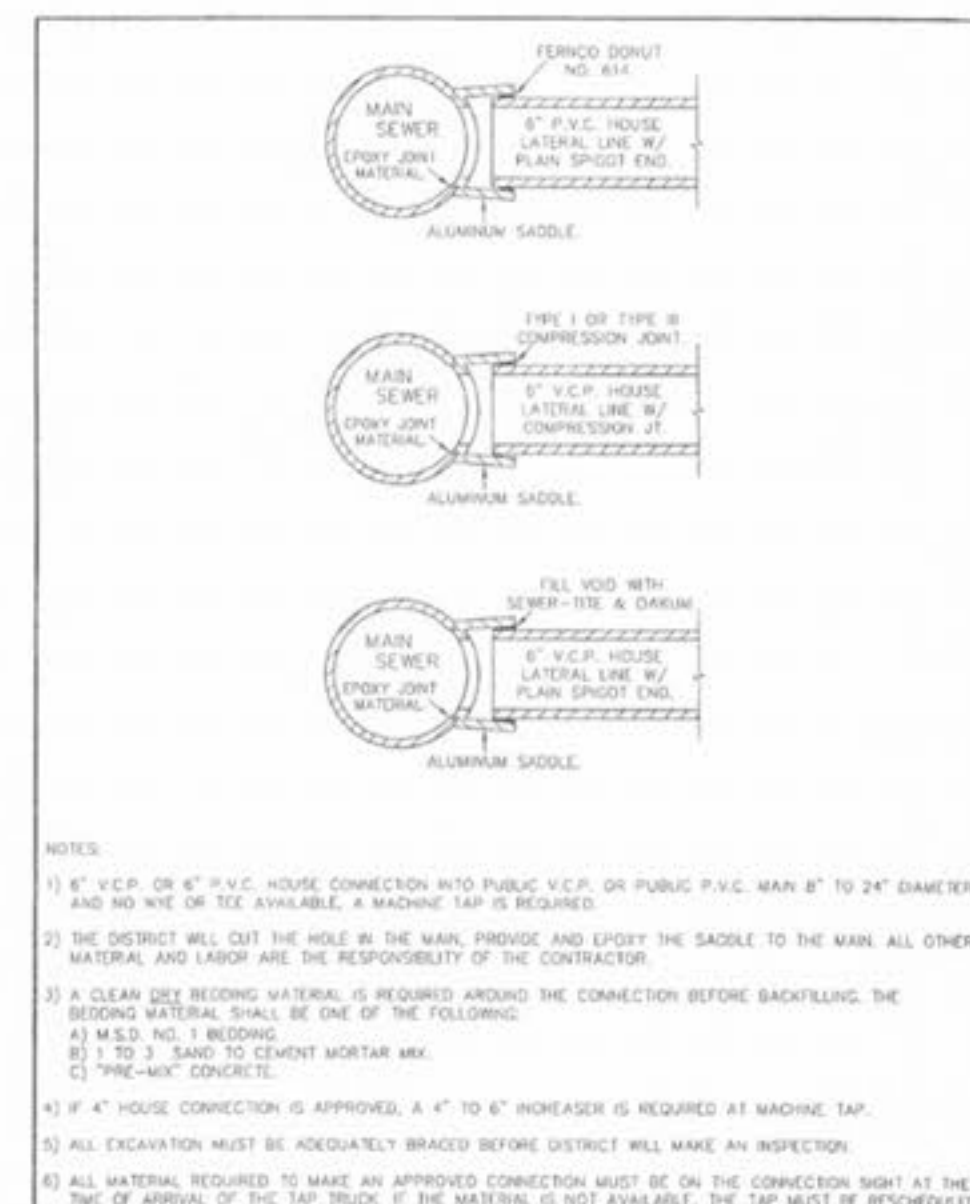 FERNCO DONUT
NO. 614
MAIN
SEWER
EPOXY JOINT
MATERIAL
6" P.V.C. HOUSE
LATERAL LINE W/
PLAIN SPIGOT END.
ALUMINUM SADDLE.
TYPE I OR TYPE III
COMPRESSION JOINT
MAIN
SEWER
EPOXY JOINT
MATERIAL
6" V.C.P. HOUSE
LATERAL LINE W/
COMPRESSION JT.
ALUMINUM SADDLE.
FILL VOID WITH
SEWER-TITE & OAKUM
MAIN
SEWER
EPOXY JOINT
MATERIAL
6" V.C.P. HOUSE
LATERAL LINE W/
PLAIN SPIGOT END.
ALUMINUM SADDLE.
NOTES:
1) 6" V.C.P. OR 6" P.V.C. HOUSE CONNECTION INTO PUBLIC V.C.P. OR PUBLIC P.V.C. MAIN 8" TO 24" DIAMETER
AND NO WYE OR TEE AVAILABLE, A MACHINE TAP IS REQUIRED.
2) THE DISTRICT WILL CUT THE HOLE IN THE MAIN, PROVIDE AND EPOXY THE SADDLE TO THE MAIN. ALL OTHER
MATERIAL AND LABOR ARE THE RESPONSIBILITY OF THE CONTRACTOR.
3) A CLEAN DRY BEDDING MATERIAL IS REQUIRED AROUND THE CONNECTION BEFORE BACKFILLING. THE
BEDDING MATERIAL SHALL BE ONE OF THE FOLLOWING:
A) M.S.D. NO. 1 BEDDING.
B) 1 TO 3 SAND TO CEMENT MORTAR MIX.
C) "PRE-MIX" CONCRETE.
4) IF 4" HOUSE CONNECTION IS APPROVED, A 4" TO 6" INCREASER IS REQUIRED AT MACHINE TAP.
5) ALL EXCAVATION MUST BE ADEQUATELY BRACED BEFORE DISTRICT WILL MAKE AN INSPECTION.
6) ALL MATERIAL REQUIRED TO MAKE AN APPROVED CONNECTION MUST BE ON THE CONNECTION SIGHT AT THE
TIME OF ARRIVAL OF THE TAP TRUCK. IF THE MATERIAL IS NOT AVAILABLE, THE TAP MUST BE